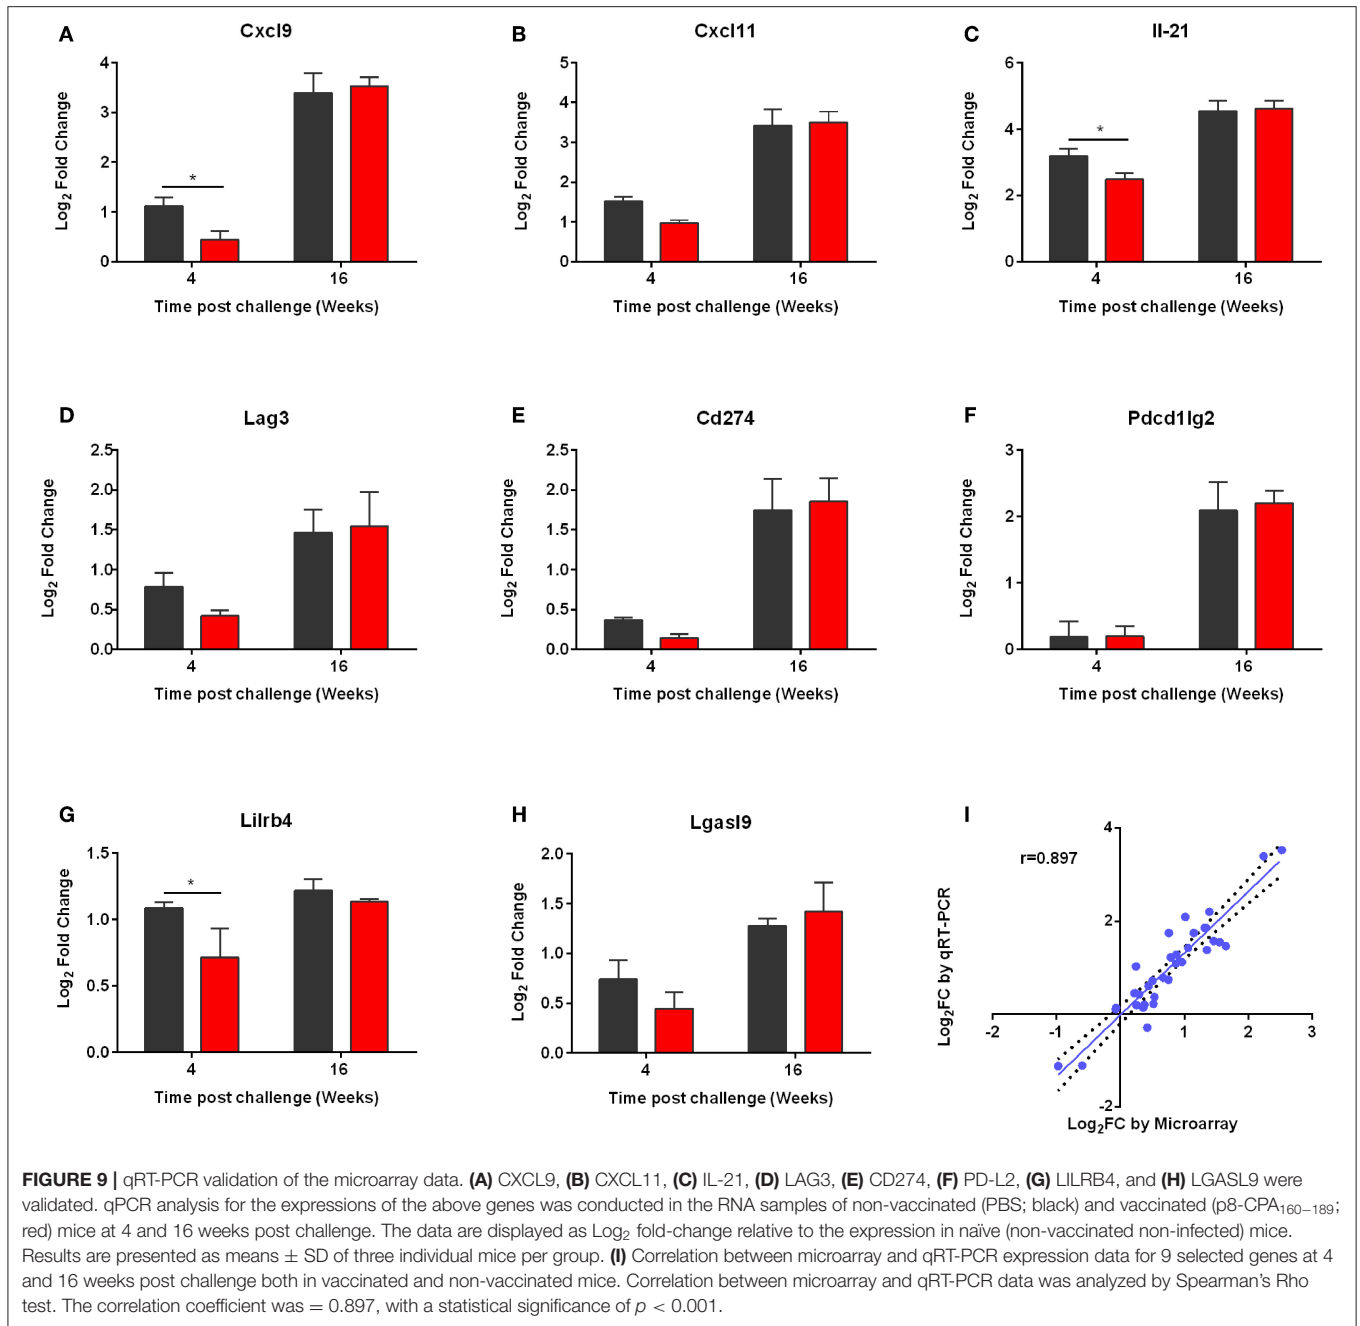 A
Cxcl9
Log2 Fold Change
4
3
2
1
0
*
4
16
Time post challenge (Weeks)
B
Cxcl11
Log2 Fold Change
5
4
3
2
1
0
4
16
Time post challenge (Weeks)
C
Il-21
Log2 Fold Change
6
4
2
0
*
4
16
Time post challenge (Weeks)
D
Lag3
Log2 Fold Change
2.5
2.0
1.5
1.0
0.5
0.0
4
16
Time post challenge (Weeks)
E
Cd274
Log2 Fold Change
2.5
2.0
1.5
1.0
0.5
0.0
4
16
Time post challenge (Weeks)
F
Pdcd1lg2
Log2 Fold Change
3
2
1
0
4
16
Time post challenge (Weeks)
G
Lilrb4
Log2 Fold Change
1.5
1.0
0.5
0.0
*
4
16
Time post challenge (Weeks)
H
Lgasl9
Log2 Fold Change
2.0
1.5
1.0
0.5
0.0
4
16
Time post challenge (Weeks)
I
r=0.897
Log2FC by qRT-PCR
4
2
-2
-2
-1
1
2
3
Log2FC by Microarray
FIGURE 9 | qRT-PCR validation of the microarray data. (A) CXCL9, (B) CXCL11, (C) IL-21, (D) LAG3, (E) CD274, (F) PD-L2, (G) LILRB4, and (H) LGASL9 were
validated. qPCR analysis for the expressions of the above genes was conducted in the RNA samples of non-vaccinated (PBS; black) and vaccinated (p8-CPA160–189;
red) mice at 4 and 16 weeks post challenge. The data are displayed as Log2 fold-change relative to the expression in naïve (non-vaccinated non-infected) mice.
Results are presented as means ± SD of three individual mice per group. (I) Correlation between microarray and qRT-PCR expression data for 9 selected genes at 4
and 16 weeks post challenge both in vaccinated and non-vaccinated mice. Correlation between microarray and qRT-PCR data was analyzed by Spearman's Rho
test. The correlation coefficient was = 0.897, with a statistical significance of p < 0.001.